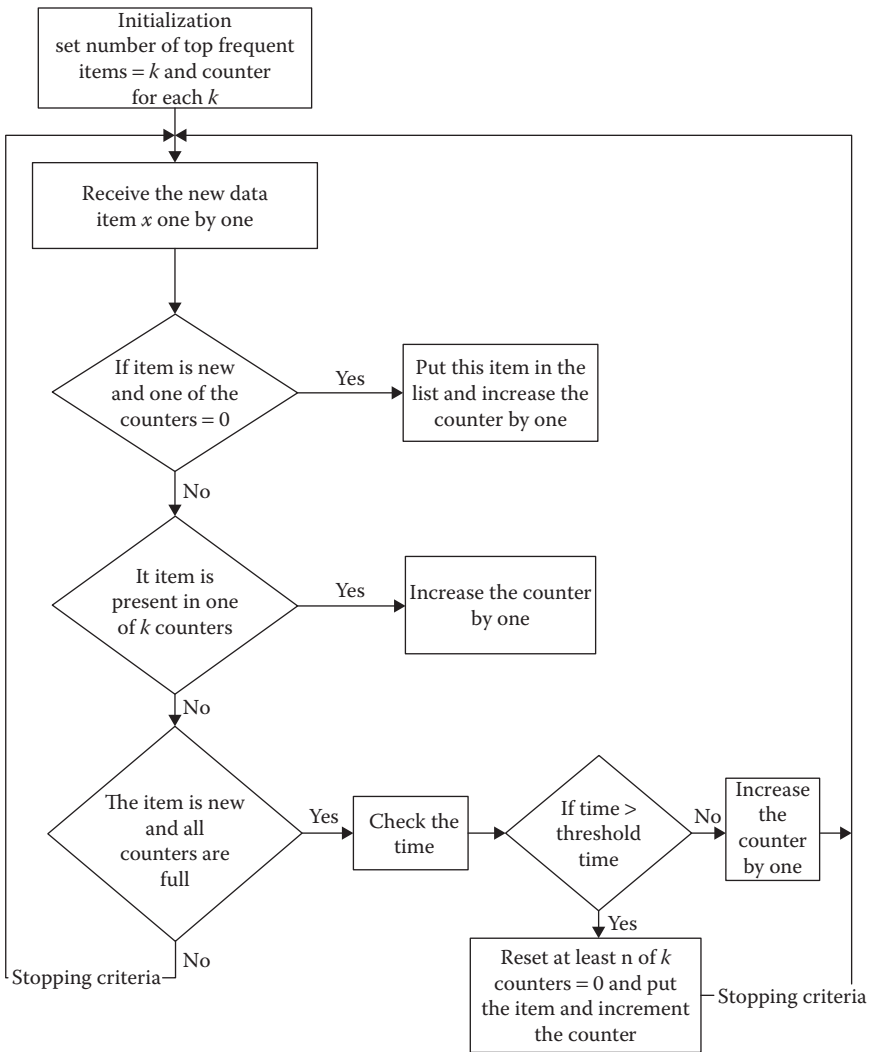 Initialization
set number of top frequent
items = k and counter
for each k
Receive the new data
item x one by one
If item is new
and one of the
counters = 0
Yes
Put this item in the
list and increase the
counter by one
No
It item is
present in one
of k counters
Yes
Increase the counter
by one
No
The item is new
and all
counters are
full
Yes
Check the
time
If time >
threshold
time
No
Increase
the
counter
by one
Yes
No
Stopping criteria
Reset at least n of k
counters = 0 and put
the item and increment
the counter
Stopping criteria